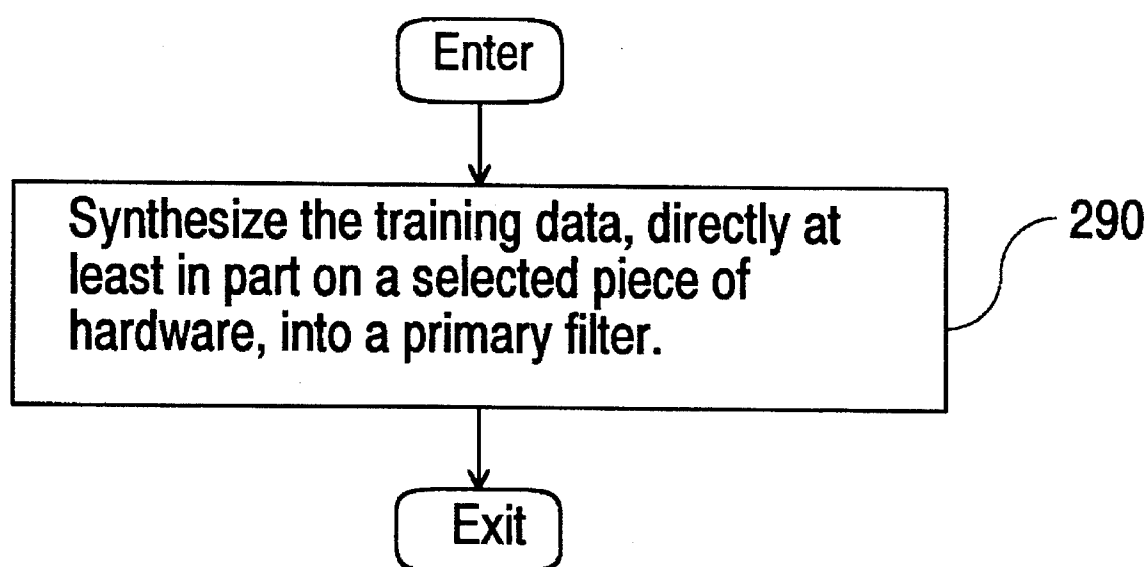 Enter
Synthesize the training data, directly at
least in part on a selected piece of
hardware, into a primary filter.
290
Exit